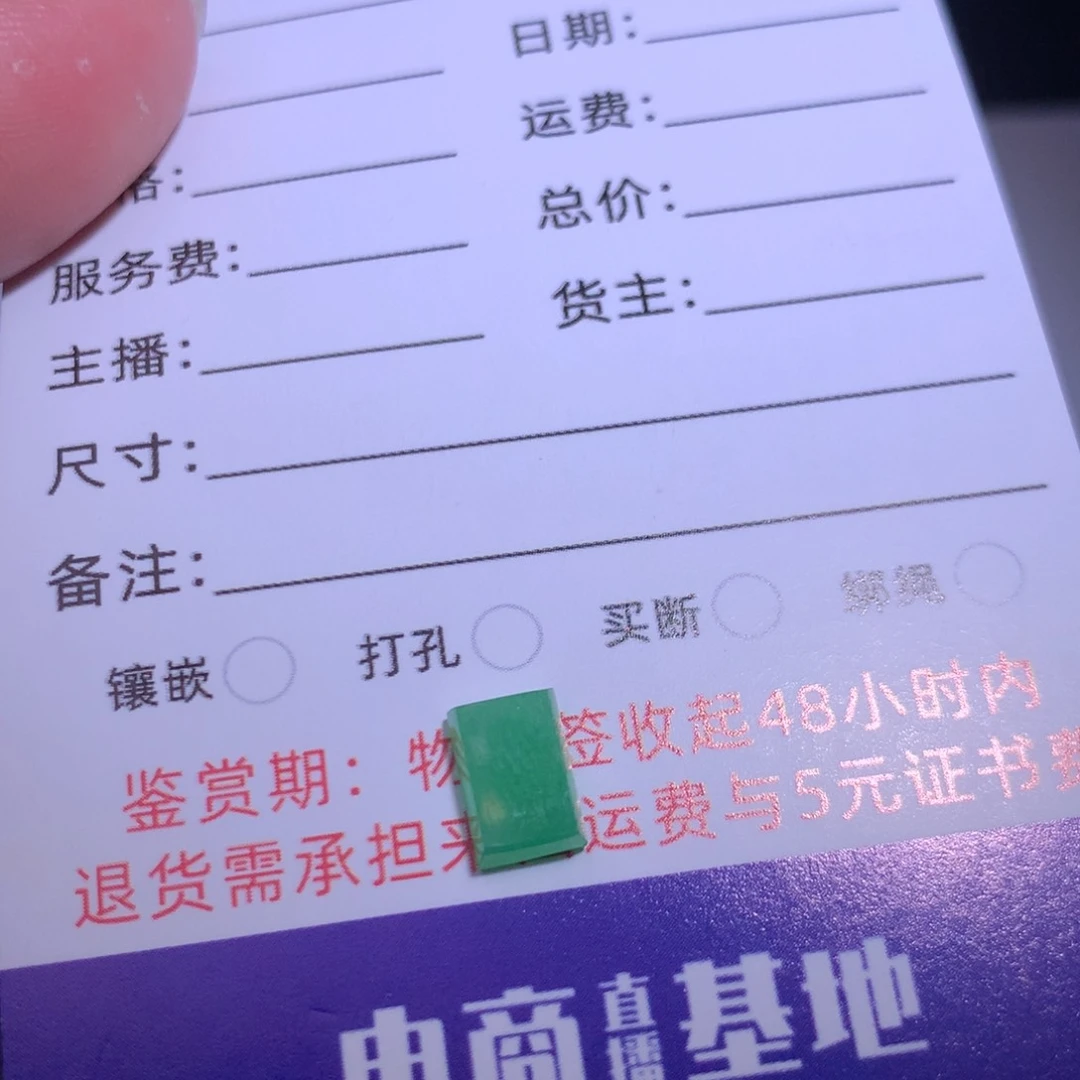 日期:
运费:
服务费:
总价:
主播:
货主:
尺寸:
备注:
镶嵌 打孔 买断 绑绳
鉴赏期: 物 签收起48小时内
退货需承担来 运费与5元证书费
电商直播基地